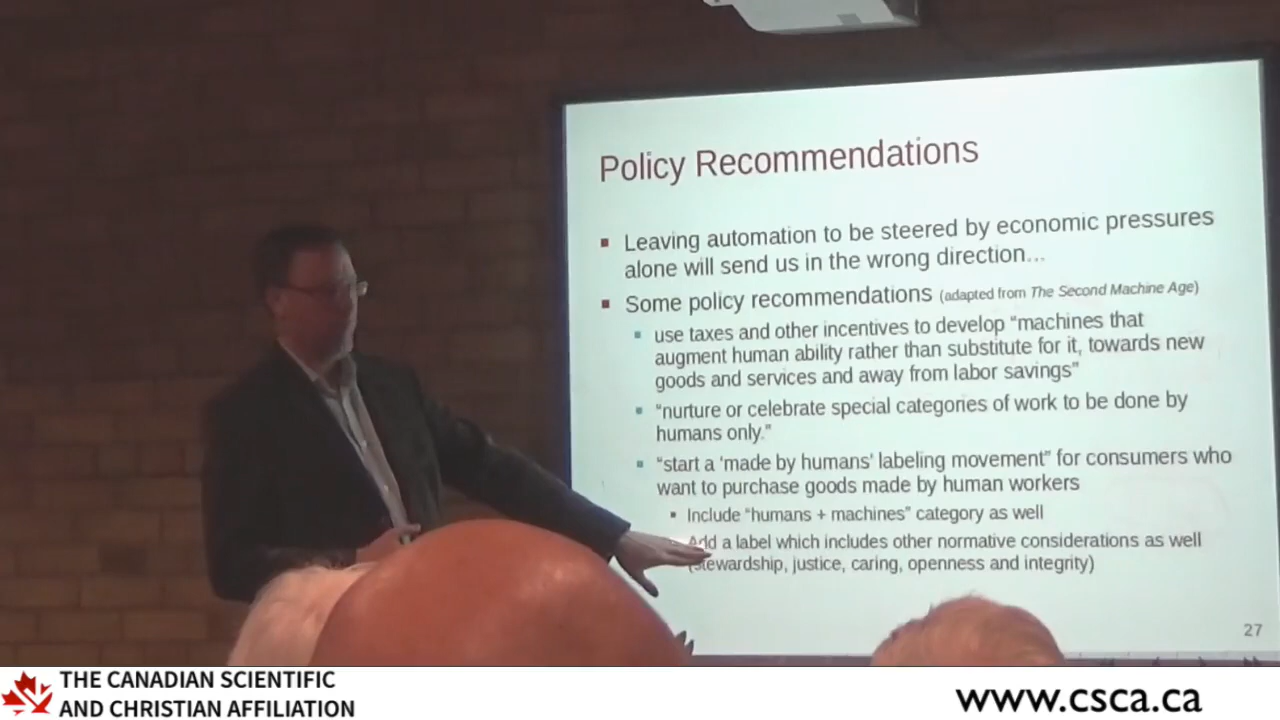 Policy Recommendations
▪ Leaving automation to be steered by economic pressures
alone will send us in the wrong direction…
▪ Some policy recommendations (adapted from The Second Machine Age)
▪ use taxes and other incentives to develop “machines that
augment human ability rather than substitute for it, towards new
goods and services and away from labor savings”
▪ “nurture or celebrate special categories of work to be done by
humans only.”
▪ “start a ‘made by humans’ labeling movement” for consumers who
want to purchase goods made by human workers
▪ Include “humans + machines” category as well
Add a label which includes other normative considerations as well
(stewardship, justice, caring, openness and integrity)
27
THE CANADIAN SCIENTIFIC
AND CHRISTIAN AFFILIATION
www.csca.ca